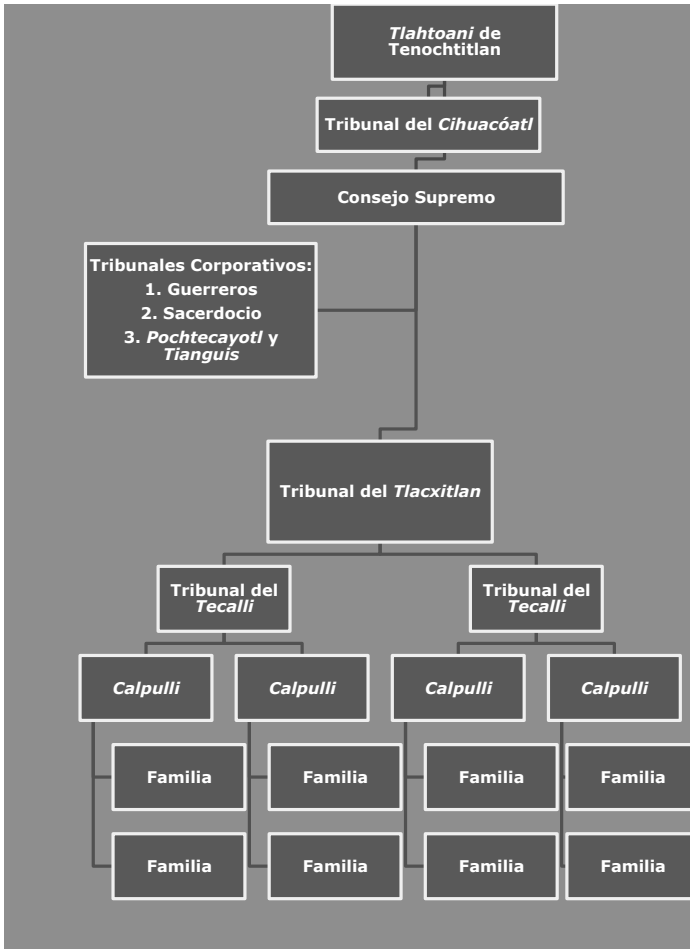 Tlahtoani de
Tenochtitlan
Tribunal del Cihuacóatl
Consejo Supremo
Tribunales Corporativos:
1. Guerreros
2. Sacerdocio
3. Pochtecayotl y
Tianguis
Tribunal del Tlacxitlan
Tribunal del
Tecalli
Tribunal del
Tecalli
Calpulli
Calpulli
Calpulli
Calpulli
Familia
Familia
Familia
Familia
Familia
Familia
Familia
Familia